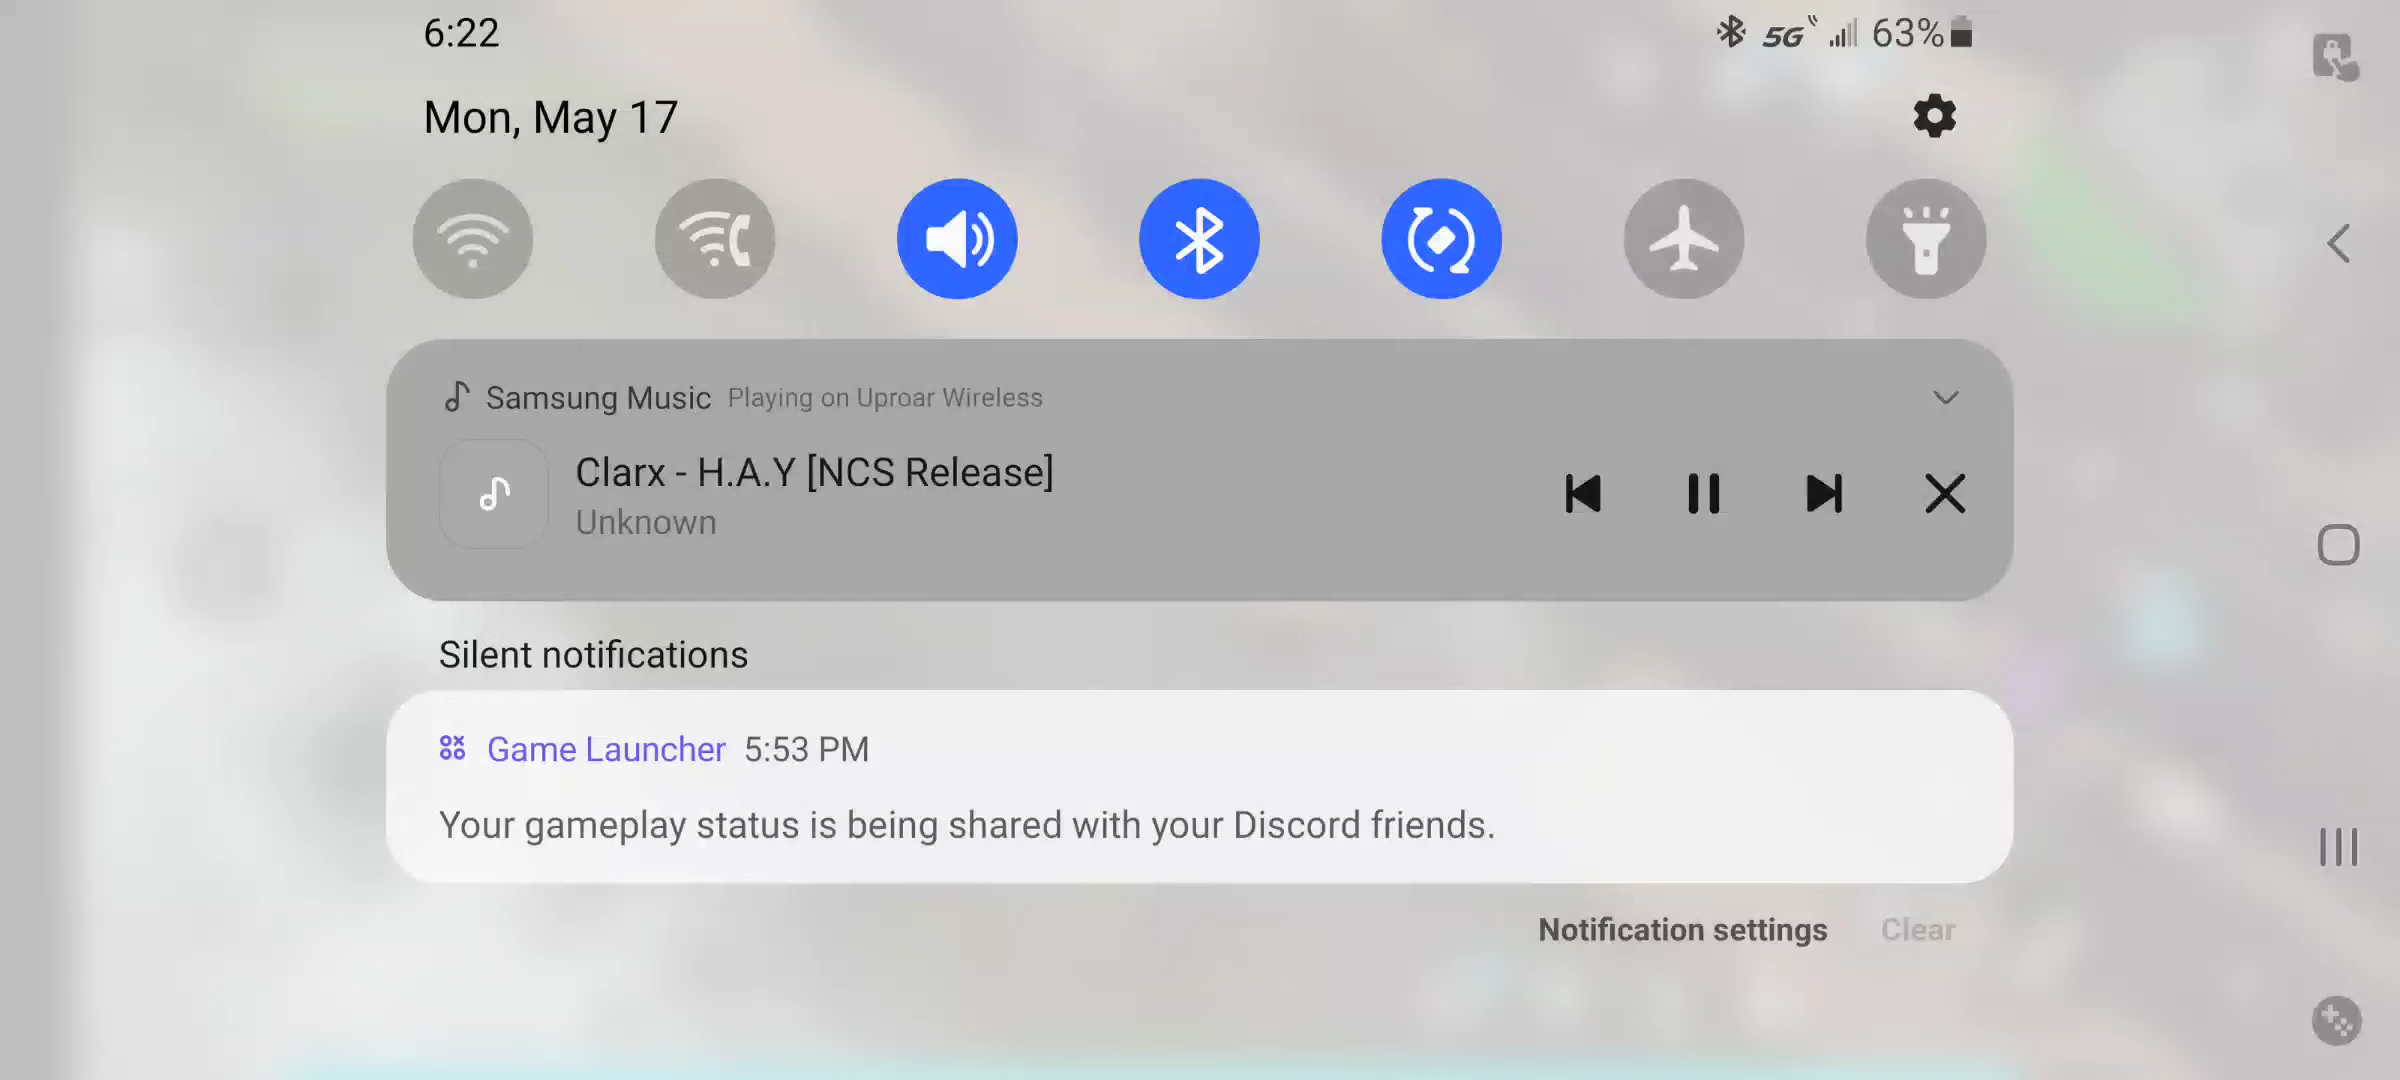 6:22
5G 63%
Mon, May 17
Samsung Music Playing on Uproar Wireless
Clarx - H.A.Y [NCS Release]
Unknown
Silent notifications
Game Launcher 5:53 PM
Your gameplay status is being shared with your Discord friends.
Notification settings Clear